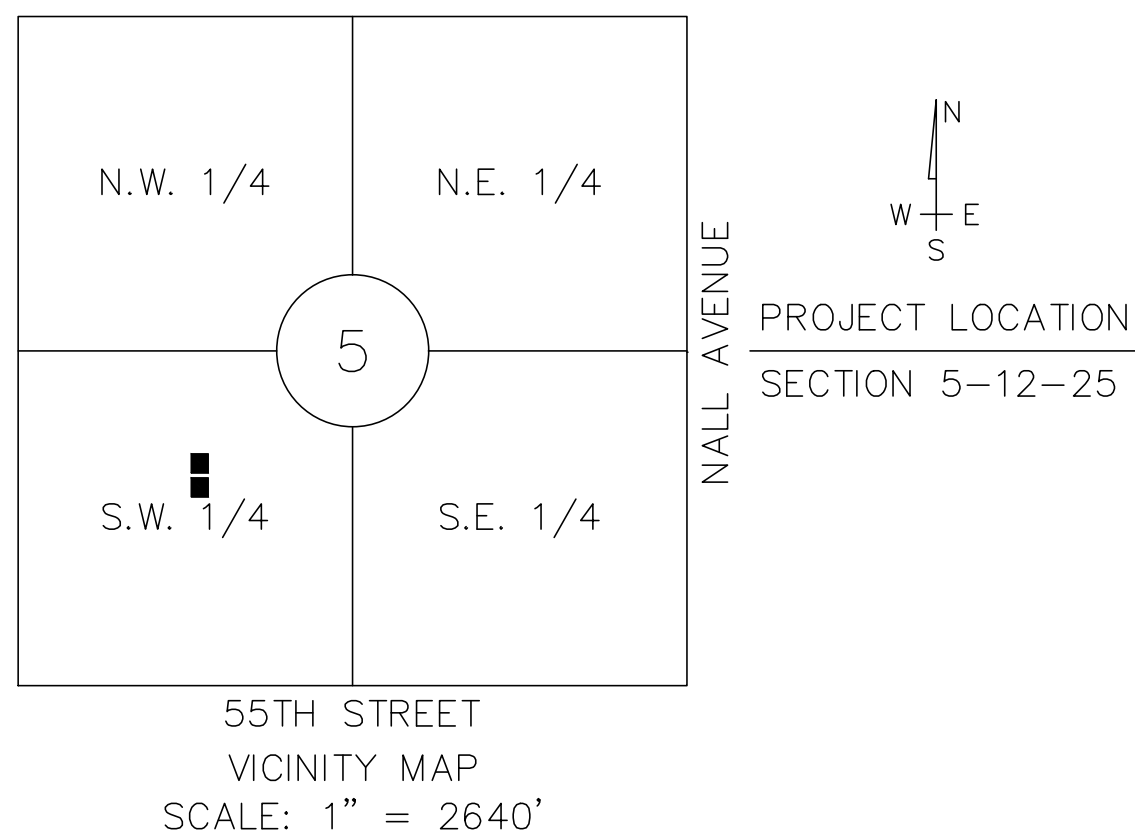 N.W. 1/4
N.E. 1/4
5
S.W. 1/4
S.E. 1/4
NALL AVENUE
55TH STREET
VICINITY MAP
SCALE: 1” = 2640’
N
W E
S
PROJECT LOCATION
SECTION 5-12-25